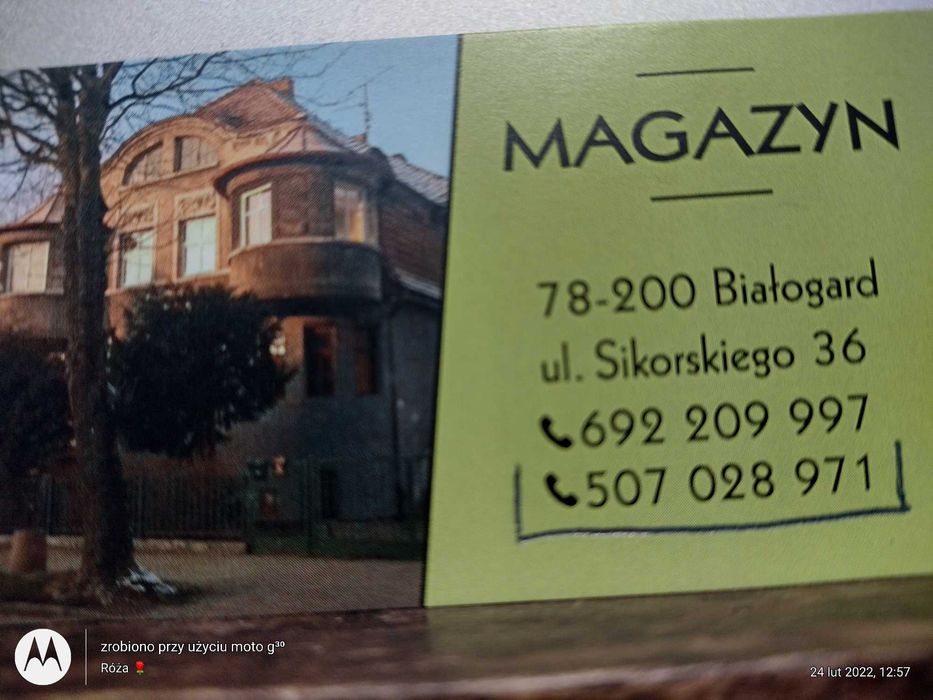 MAGAZYN
78-200 Białogard
ul. Sikorskiego 36
692 209 997
507 028 971
zrobiono przy użyciu moto g³⁰
Róża 🌹
24 lut 2022, 12:57